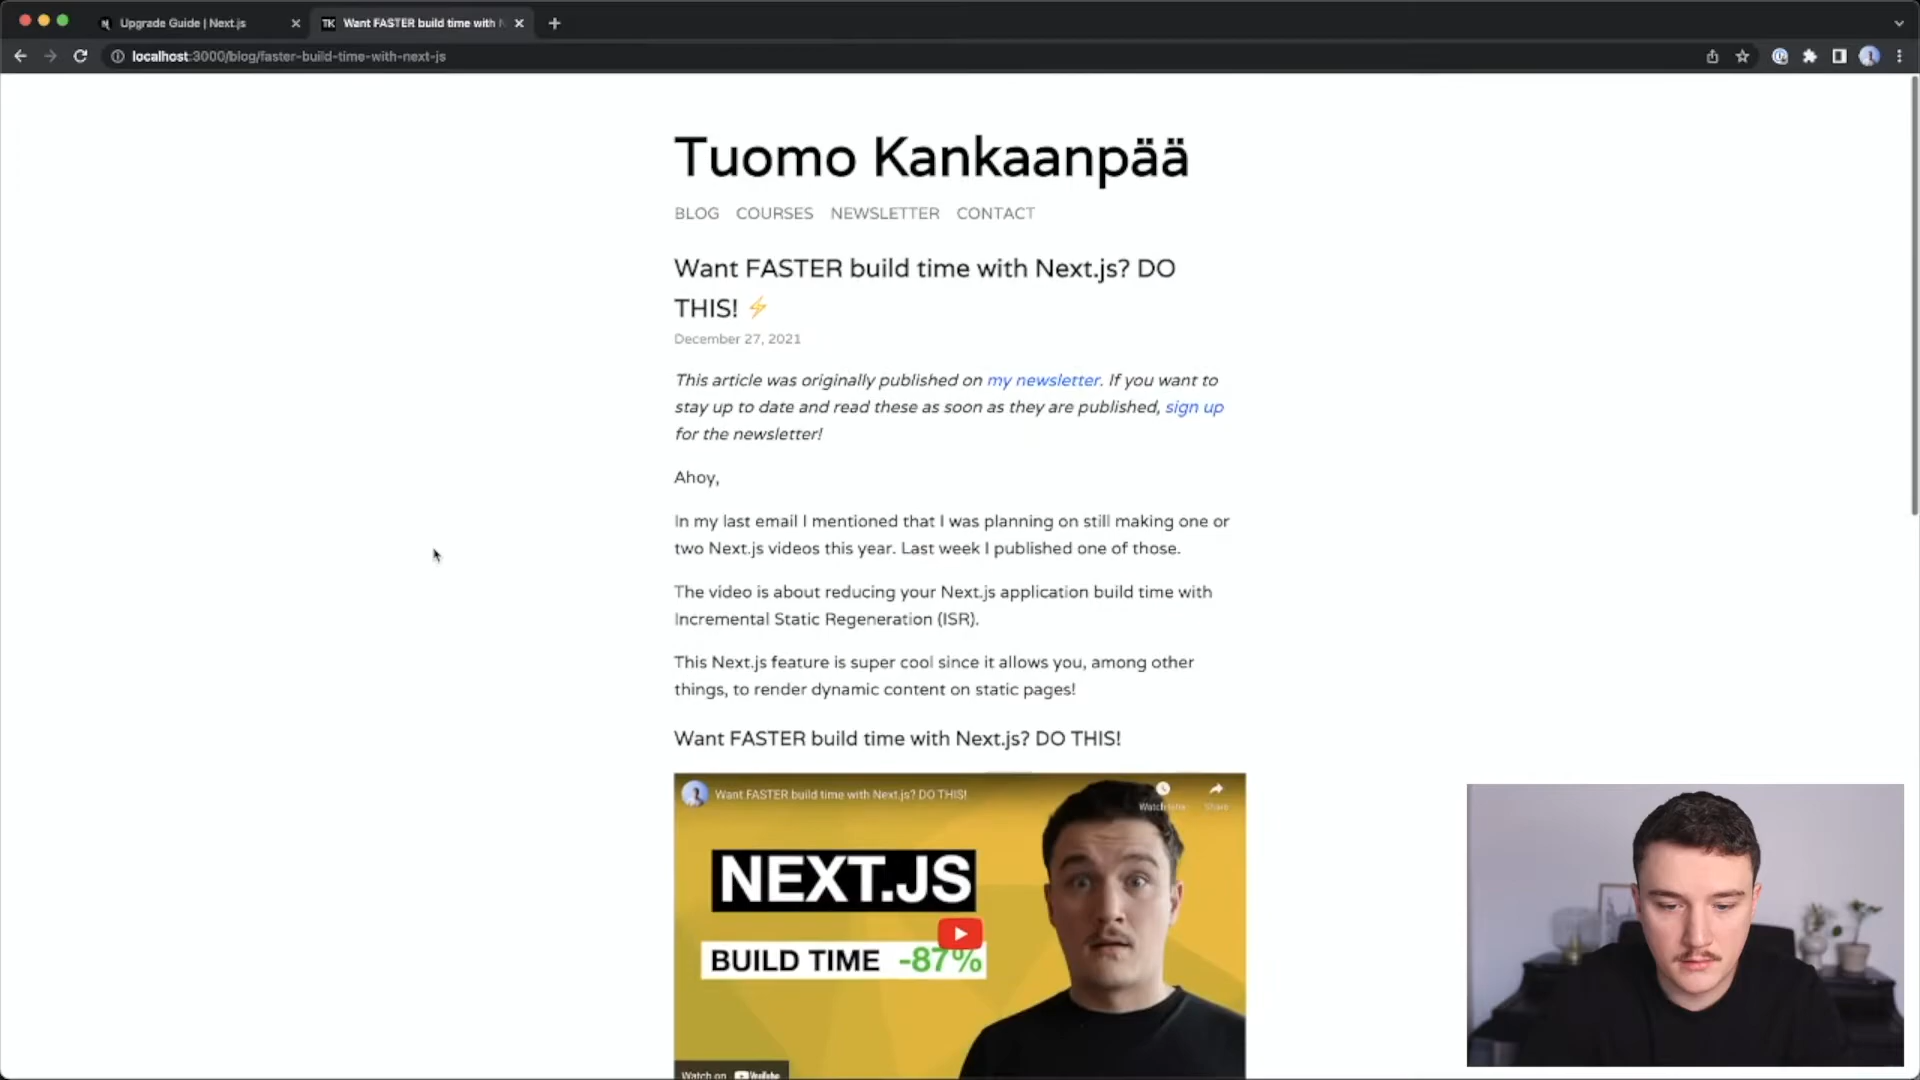 Upgrade Guide | Next.js
TK Want FASTER build time with N
localhost:3000/blog/faster-build-time-with-next-js
Tuomo Kankaanpää
BLOG COURSES NEWSLETTER CONTACT
Want FASTER build time with Next.js? DO
THIS! ⚡
December 27, 2021
This article was originally published on my newsletter. If you want to
stay up to date and read these as soon as they are published, sign up
for the newsletter!
Ahoy,
In my last email I mentioned that I was planning on still making one or
two Next.js videos this year. Last week I published one of those.
The video is about reducing your Next.js application build time with
Incremental Static Regeneration (ISR).
This Next.js feature is super cool since it allows you, among other
things, to render dynamic content on static pages!
Want FASTER build time with Next.js? DO THIS!
Want FASTER build time with Next.js? DO THIS!
Watch later Share
NEXT.JS
BUILD TIME -87%
Watch on YouTube